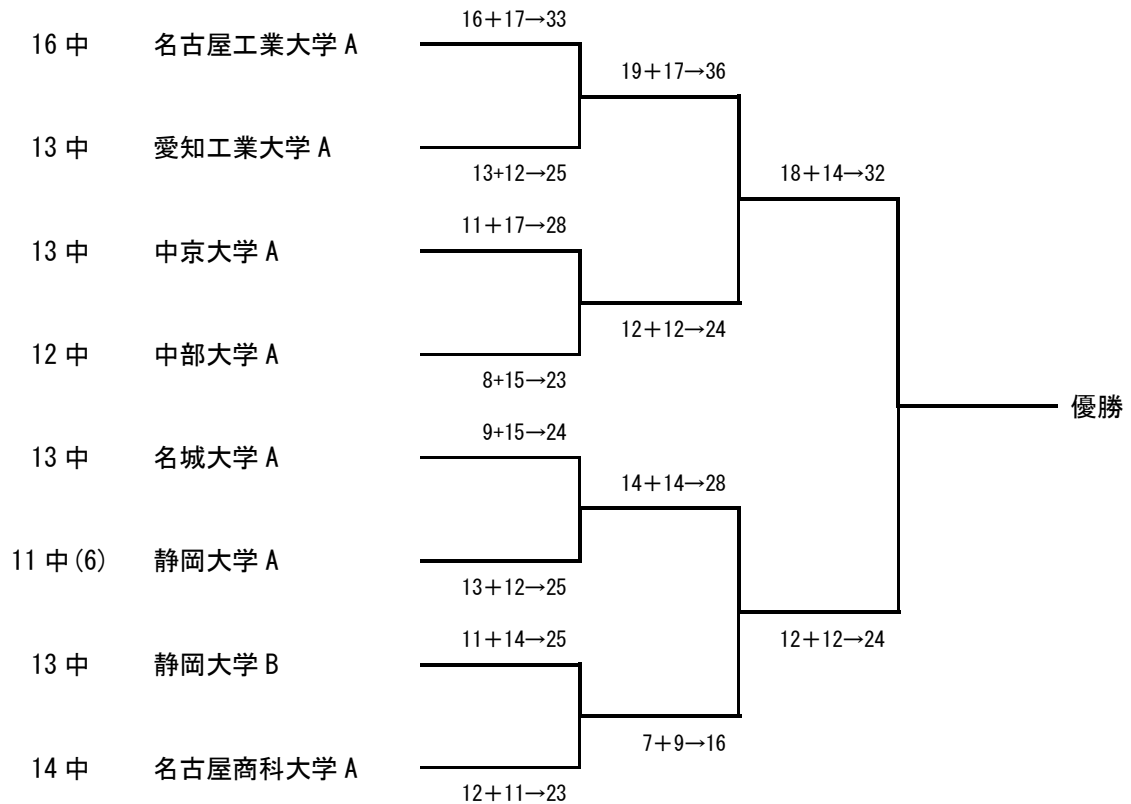 16+17→33
16 中 名古屋工業大学 A
19+17→36
13 中 愛知工業大学 A
13+12→25
18+14→32
11+17→28
13 中 中京大学 A
12+12→24
12 中 中部大学 A
8+15→23
優勝
9+15→24
13 中 名城大学 A
14+14→28
11 中(6) 静岡大学 A
13+12→25
11+14→25
12+12→24
13 中 静岡大学 B
7+9→16
14 中 名古屋商科大学 A
12+11→23